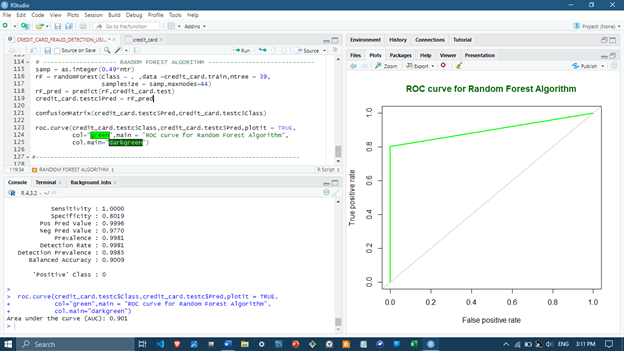 RStudio
File Edit Code View Plots Session Build Debug Profile Tools Help
Go to file/function
Addins
Project: (None)
CREDIT_CARD_FRAUD_DETECTION_USI...
credit_card
Source on Save
Run
Source
114 # ------------------- RANDOM FOREST ALGORITHM ---------------------------
115 samp = as.integer(0.49*ntr)
116 rF = randomForest(Class ~ . ,data =credit_card.train,ntree = 39,
117 samplesize = samp,maxnodes=44)
118 rF_pred = predict(rF,credit_card.test)
119 credit_card.test$Pred = rF_pred
120
121 confusionMatrix(credit_card.test$Pred,credit_card.test$Class)
122
123 roc.curve(credit_card.test$Class,credit_card.test$Pred,plotit = TRUE,
124 col="green",main = "ROC curve for Random Forest Algorithm",
125 col.main="darkgreen")
126
127 #-------------------------------------------------------------------
128
119:34
RANDOM FOREST ALGORITHM
R Script
Console Terminal Background Jobs
R 4.3.2 · ~/
Sensitivity : 1.0000
Specificity : 0.8019
Pos Pred Value : 0.9996
Neg Pred Value : 0.9770
Prevalence : 0.9981
Detection Rate : 0.9981
Detection Prevalence : 0.9985
Balanced Accuracy : 0.9009
'Positive' Class : 0
>
> roc.curve(credit_card.test$Class,credit_card.test$Pred,plotit = TRUE,
+ col="green",main = "ROC curve for Random Forest Algorithm",
+ col.main="darkgreen")
Area under the curve (AUC): 0.901
>
Environment History Connections Tutorial
Files Plots Packages Help Viewer Presentation
Zoom Export Publish
ROC curve for Random Forest Algorithm
True positive rate
1.0
0.8
0.6
0.4
0.2
0.0
0.0 0.2 0.4 0.6 0.8 1.0
False positive rate
Search
ENG
3:11 PM